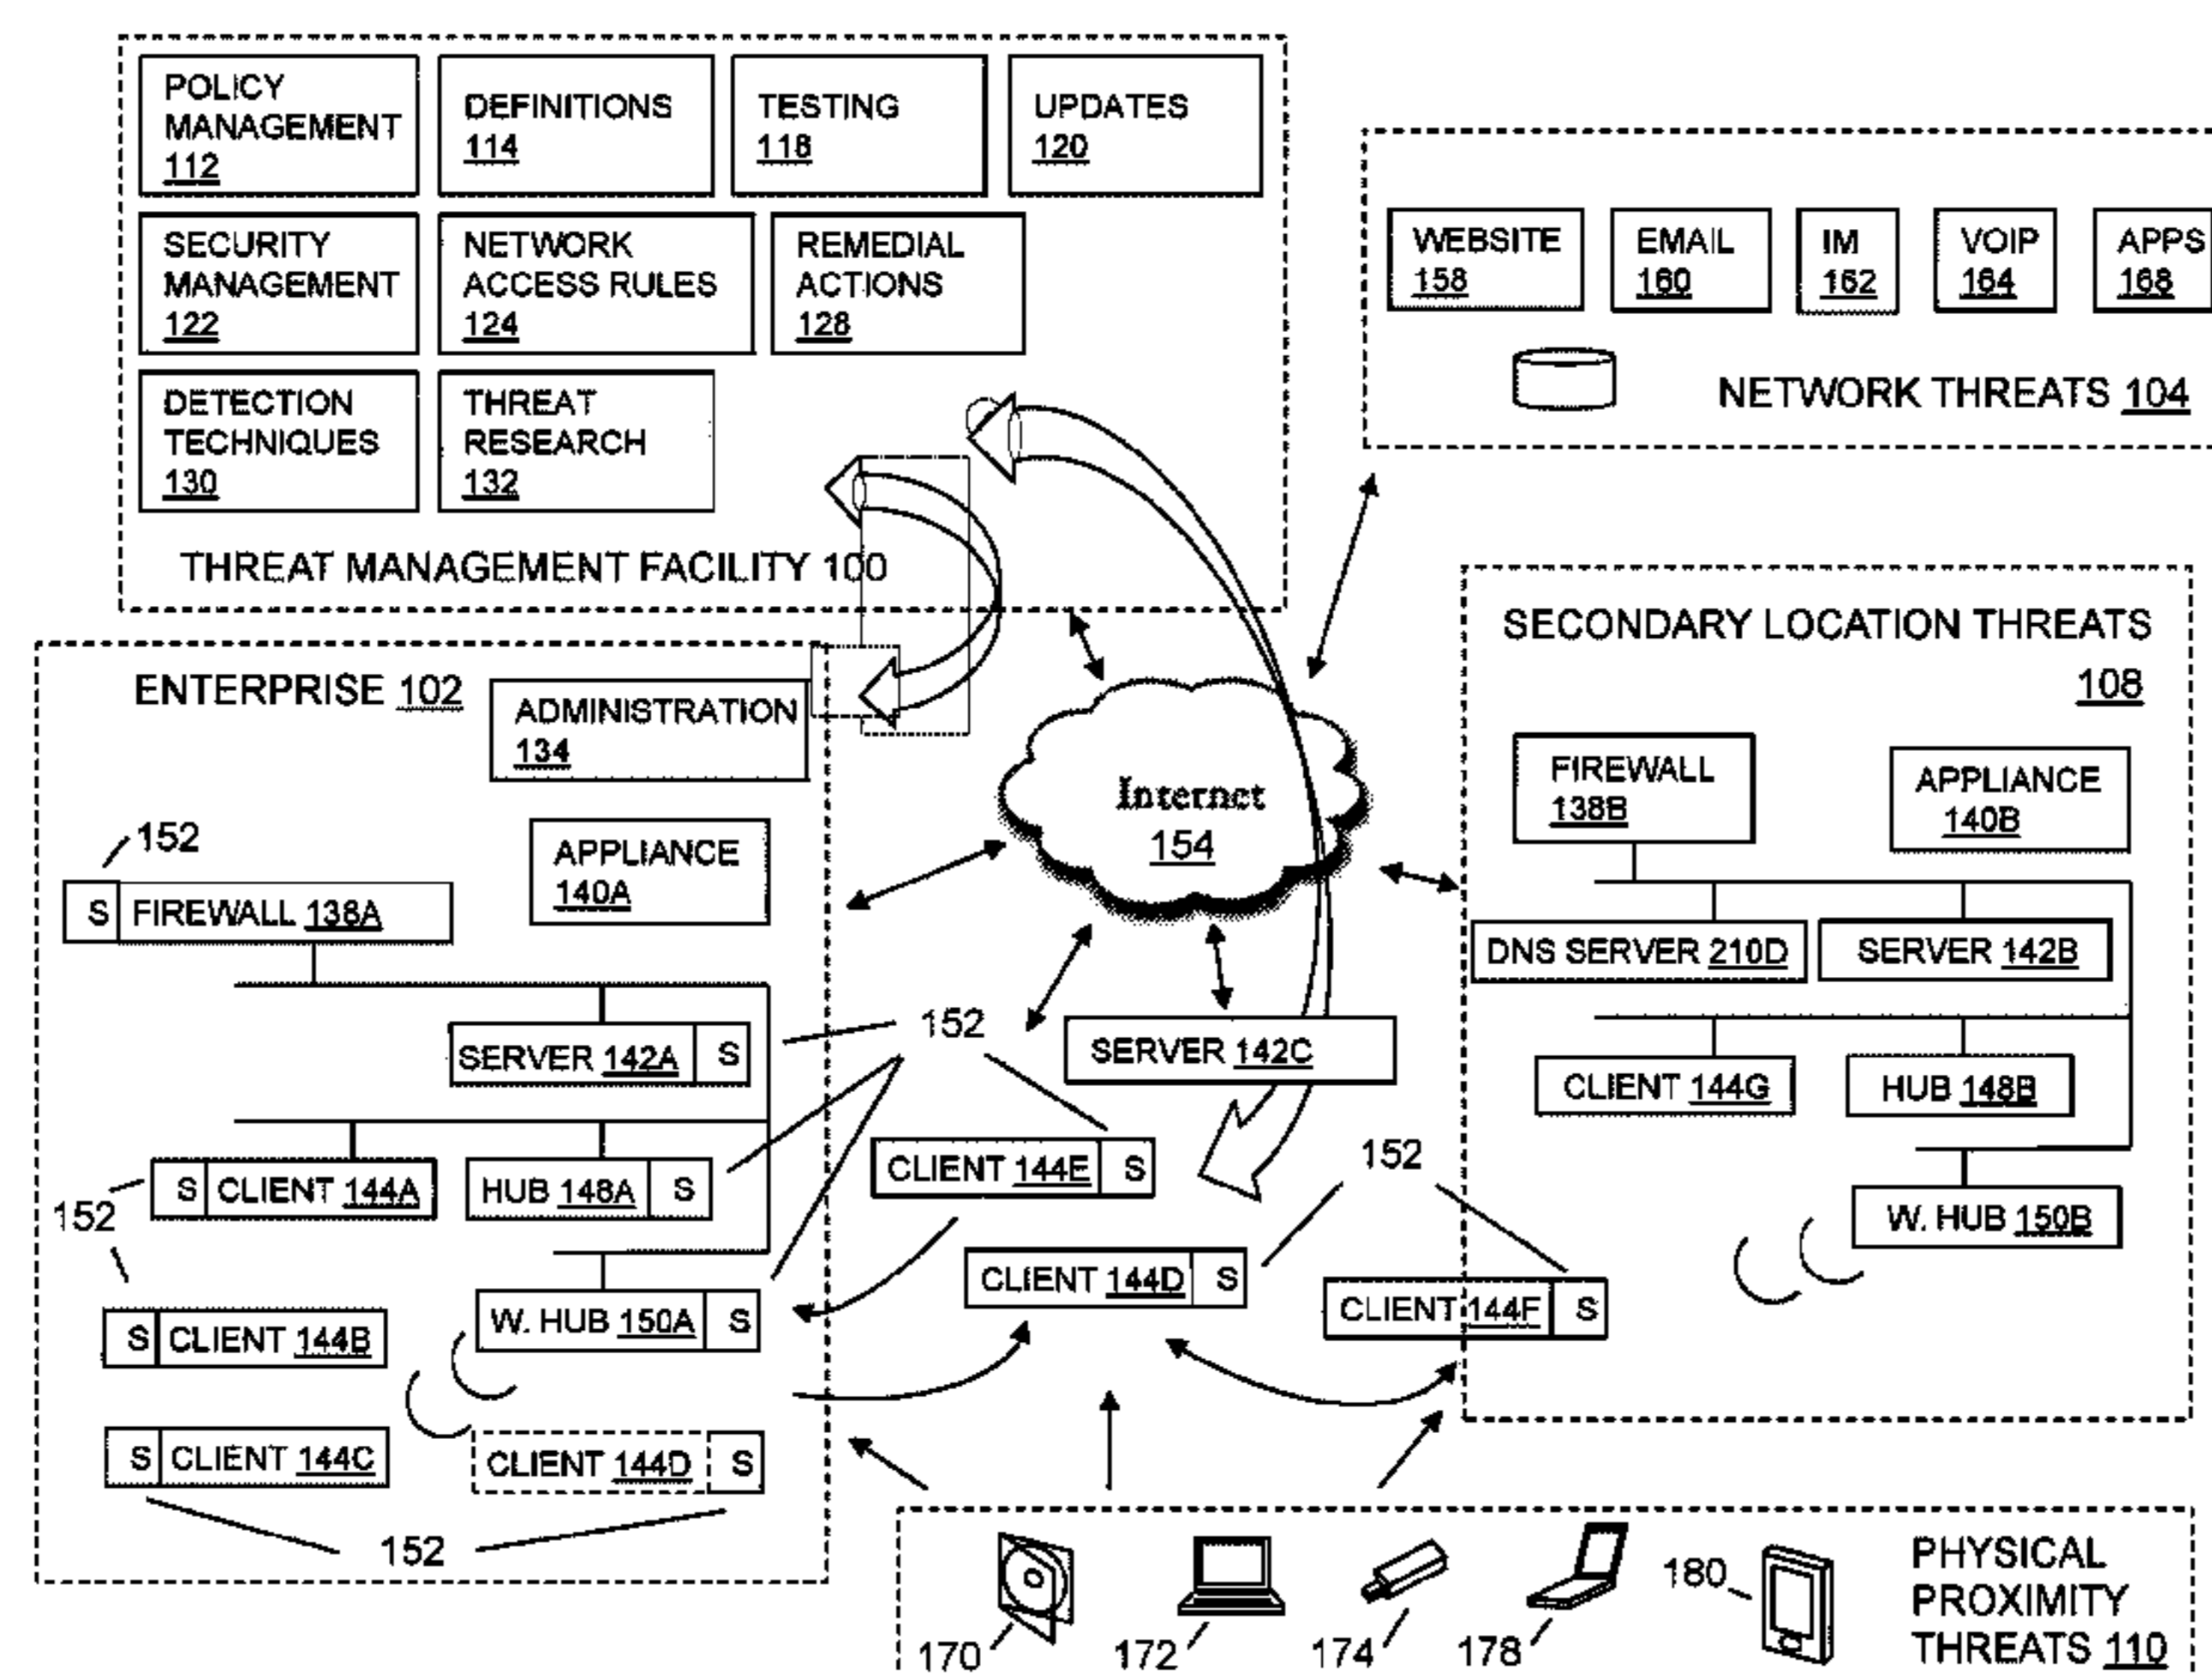 POLICY
MANAGEMENT
112
DEFINITIONS
114
TESTING
118
UPDATES
120
SECURITY
MANAGEMENT
122
NETWORK
ACCESS RULES
124
REMEDIAL
ACTIONS
128
DETECTION
TECHNIQUES
130
THREAT
RESEARCH
132
THREAT MANAGEMENT FACILITY 100
WEBSITE
158
EMAIL
160
IM
162
VOIP
164
APPS
168
NETWORK THREATS 104
ENTERPRISE 102
ADMINISTRATION
134
152
APPLIANCE
140A
S FIREWALL 138A
SERVER 142A S
152
S CLIENT 144A
HUB 148A S
152
S CLIENT 144B
W. HUB 150A S
S CLIENT 144C
CLIENT 144D S
152
Internet
154
SERVER 142C
CLIENT 144E S
152
CLIENT 144D S
CLIENT 144F S
SECONDARY LOCATION THREATS
108
FIREWALL
138B
APPLIANCE
140B
DNS SERVER 210D
SERVER 142B
CLIENT 144G
HUB 148B
W. HUB 150B
170
172
174
178
180
PHYSICAL
PROXIMITY
THREATS 110